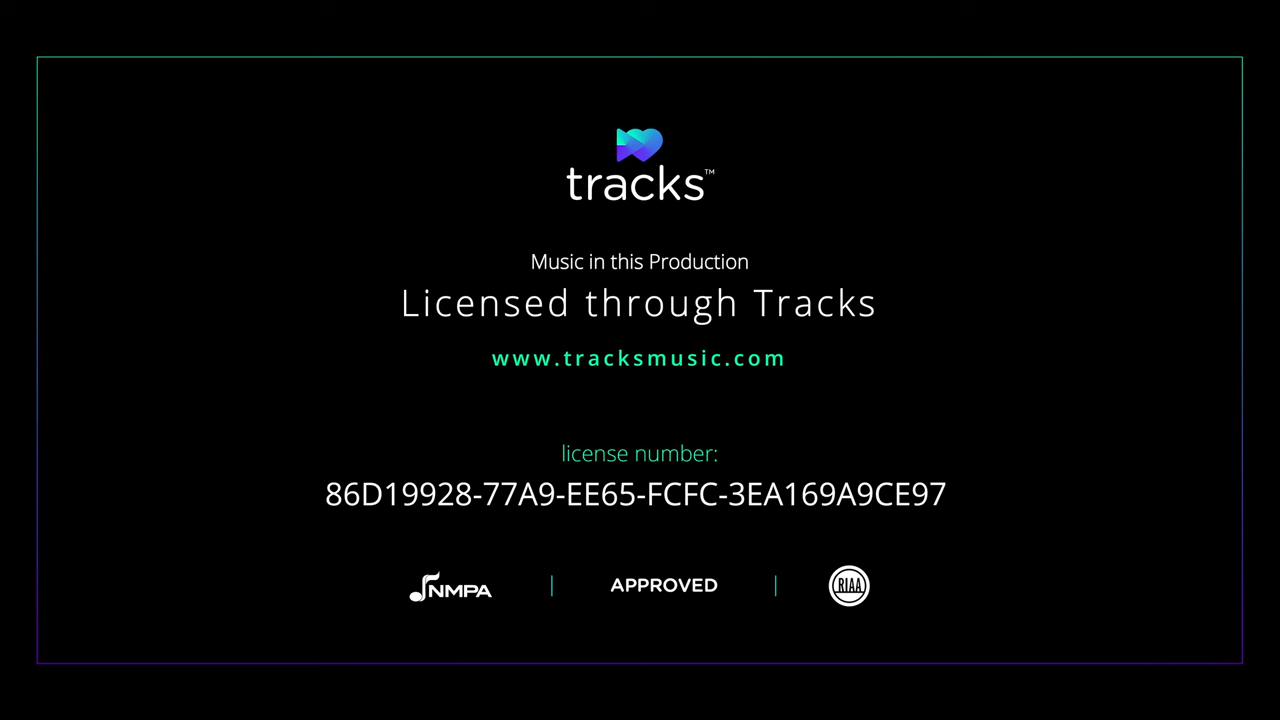 tracks™
Music in this Production
Licensed through Tracks
www.tracksmusic.com
license number:
86D19928-77A9-EE65-FCFC-3EA169A9CE97
NMPA | APPROVED | RIAA